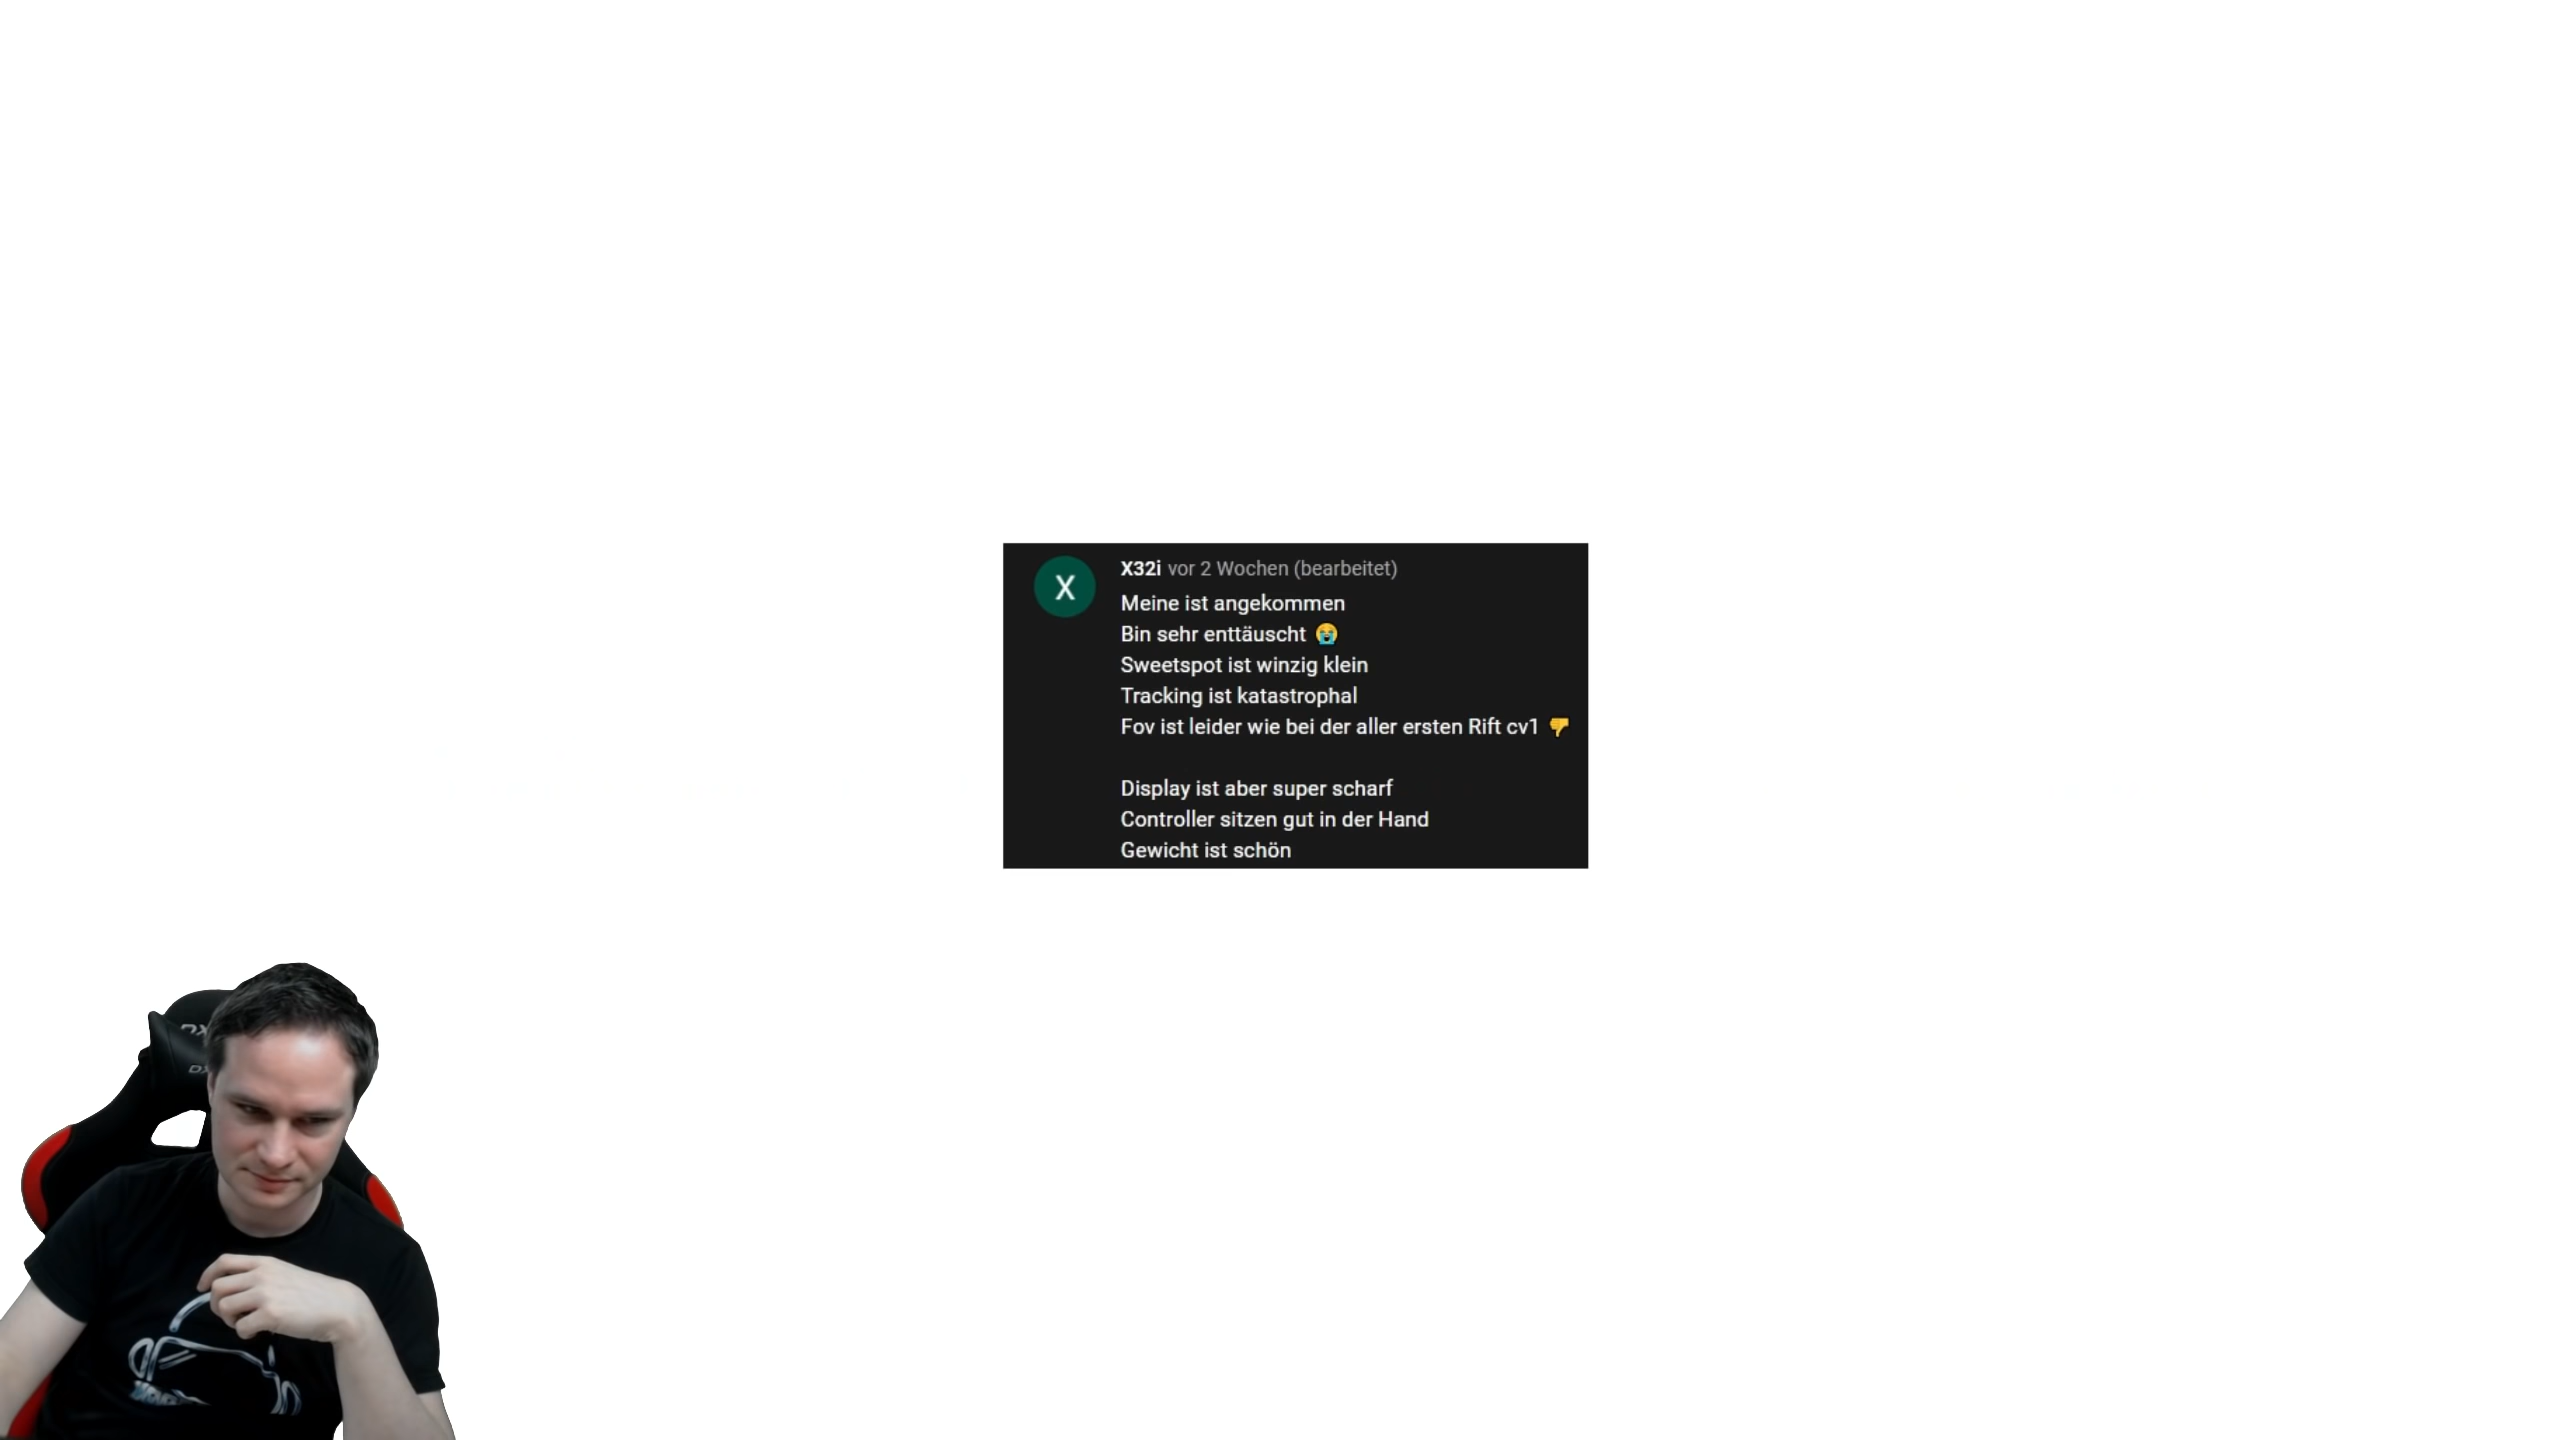 X
X32i vor 2 Wochen (bearbeitet)
Meine ist angekommen
Bin sehr enttäuscht 😭
Sweetspot ist winzig klein
Tracking ist katastrophal
Fov ist leider wie bei der aller ersten Rift cv1 👎
Display ist aber super scharf
Controller sitzen gut in der Hand
Gewicht ist schön